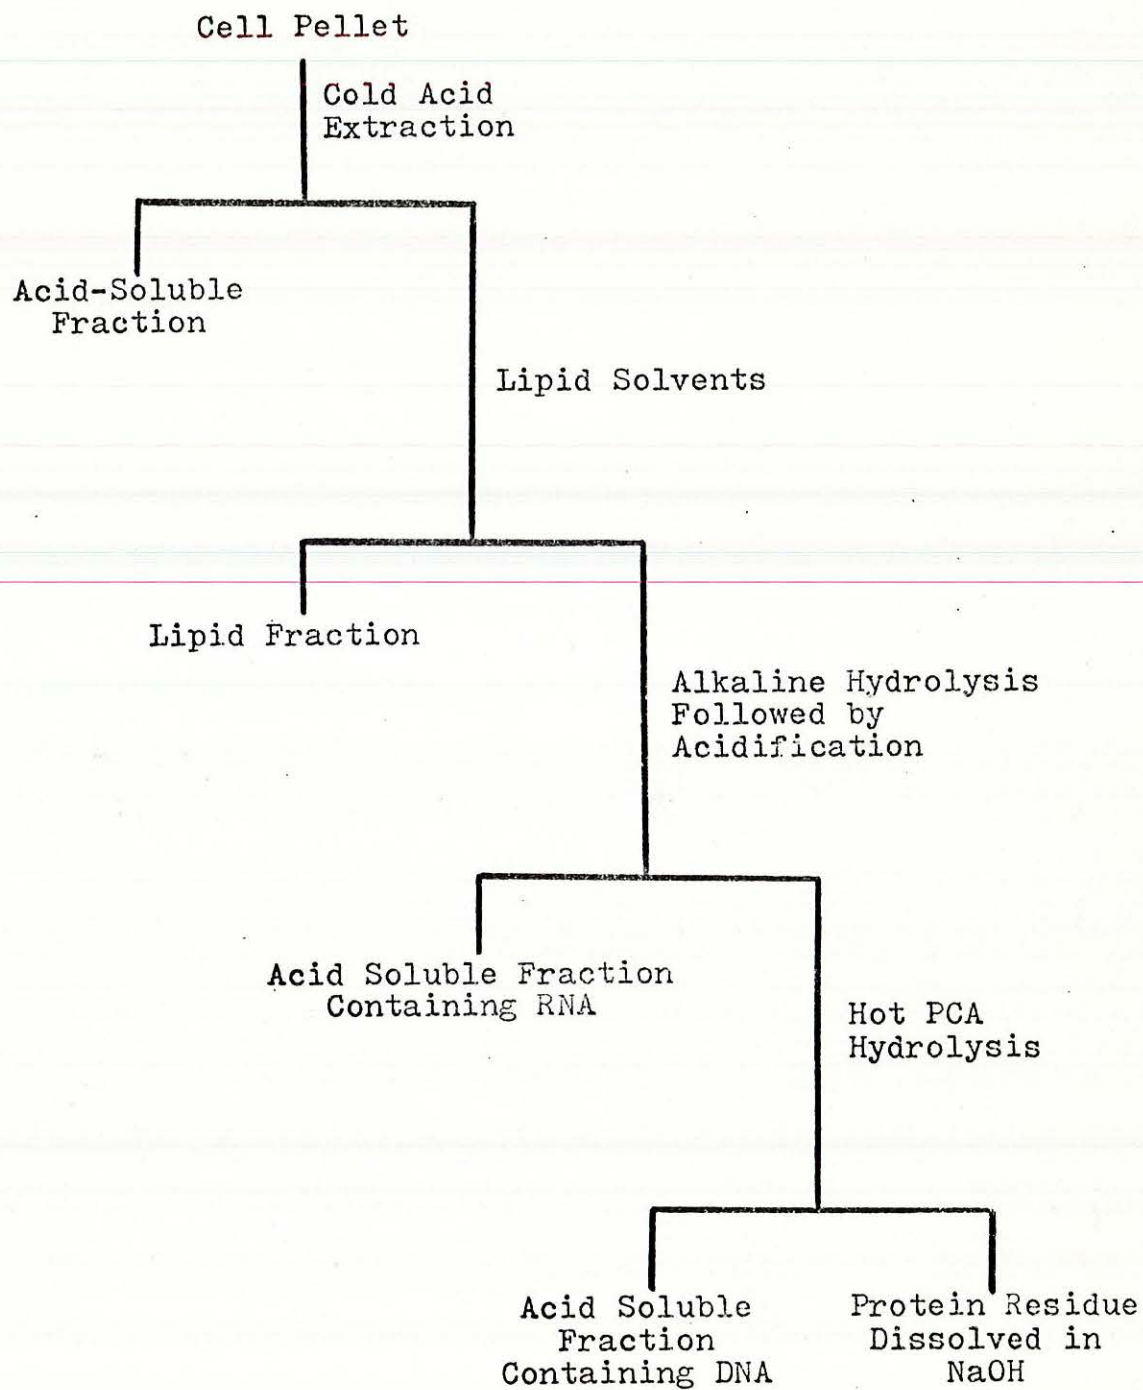 Cell Pellet
Cold Acid
Extraction
Acid-Soluble
Fraction
Lipid Solvents
Lipid Fraction
Alkaline Hydrolysis
Followed by
Acidification
Acid Soluble Fraction
Containing RNA
Hot PCA
Hydrolysis
Acid Soluble
Fraction
Containing DNA
Protein Residue
Dissolved in
NaOH